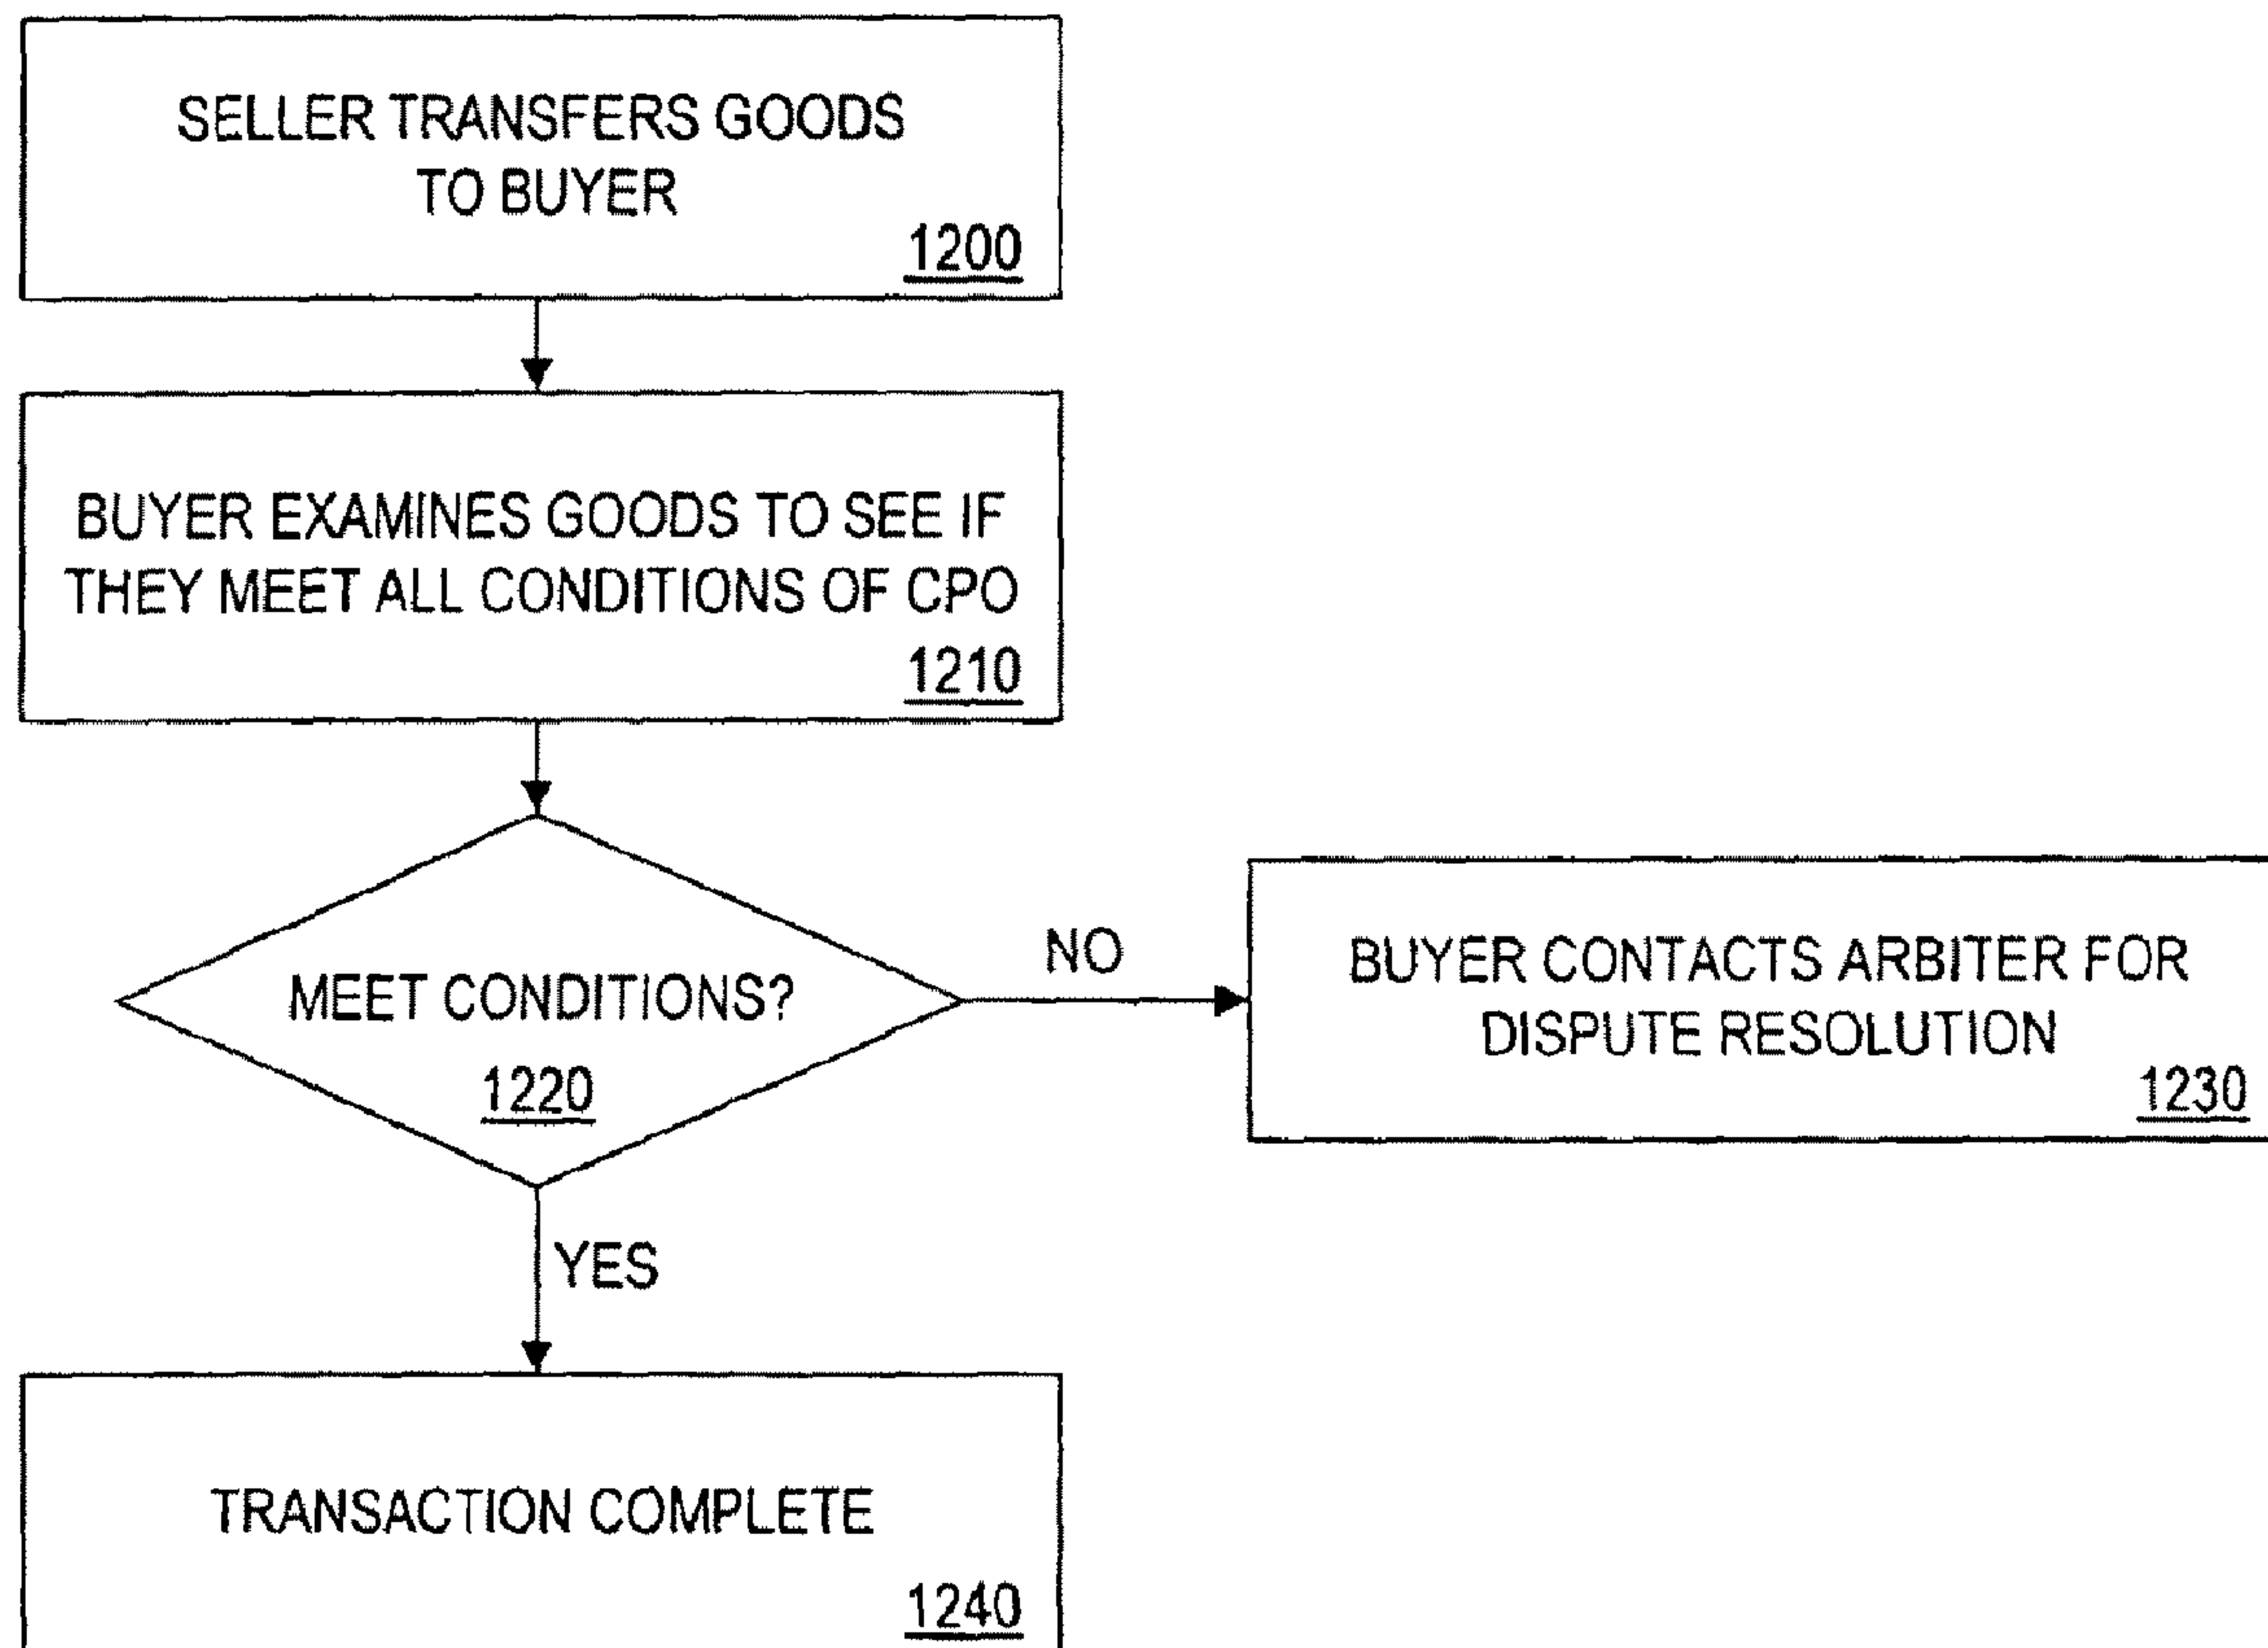 SELLER TRANSFERS GOODS
TO BUYER
1200
BUYER EXAMINES GOODS TO SEE IF
THEY MEET ALL CONDITIONS OF CPO
1210
MEET CONDITIONS?
1220
NO
BUYER CONTACTS ARBITER FOR
DISPUTE RESOLUTION
1230
YES
TRANSACTION COMPLETE
1240